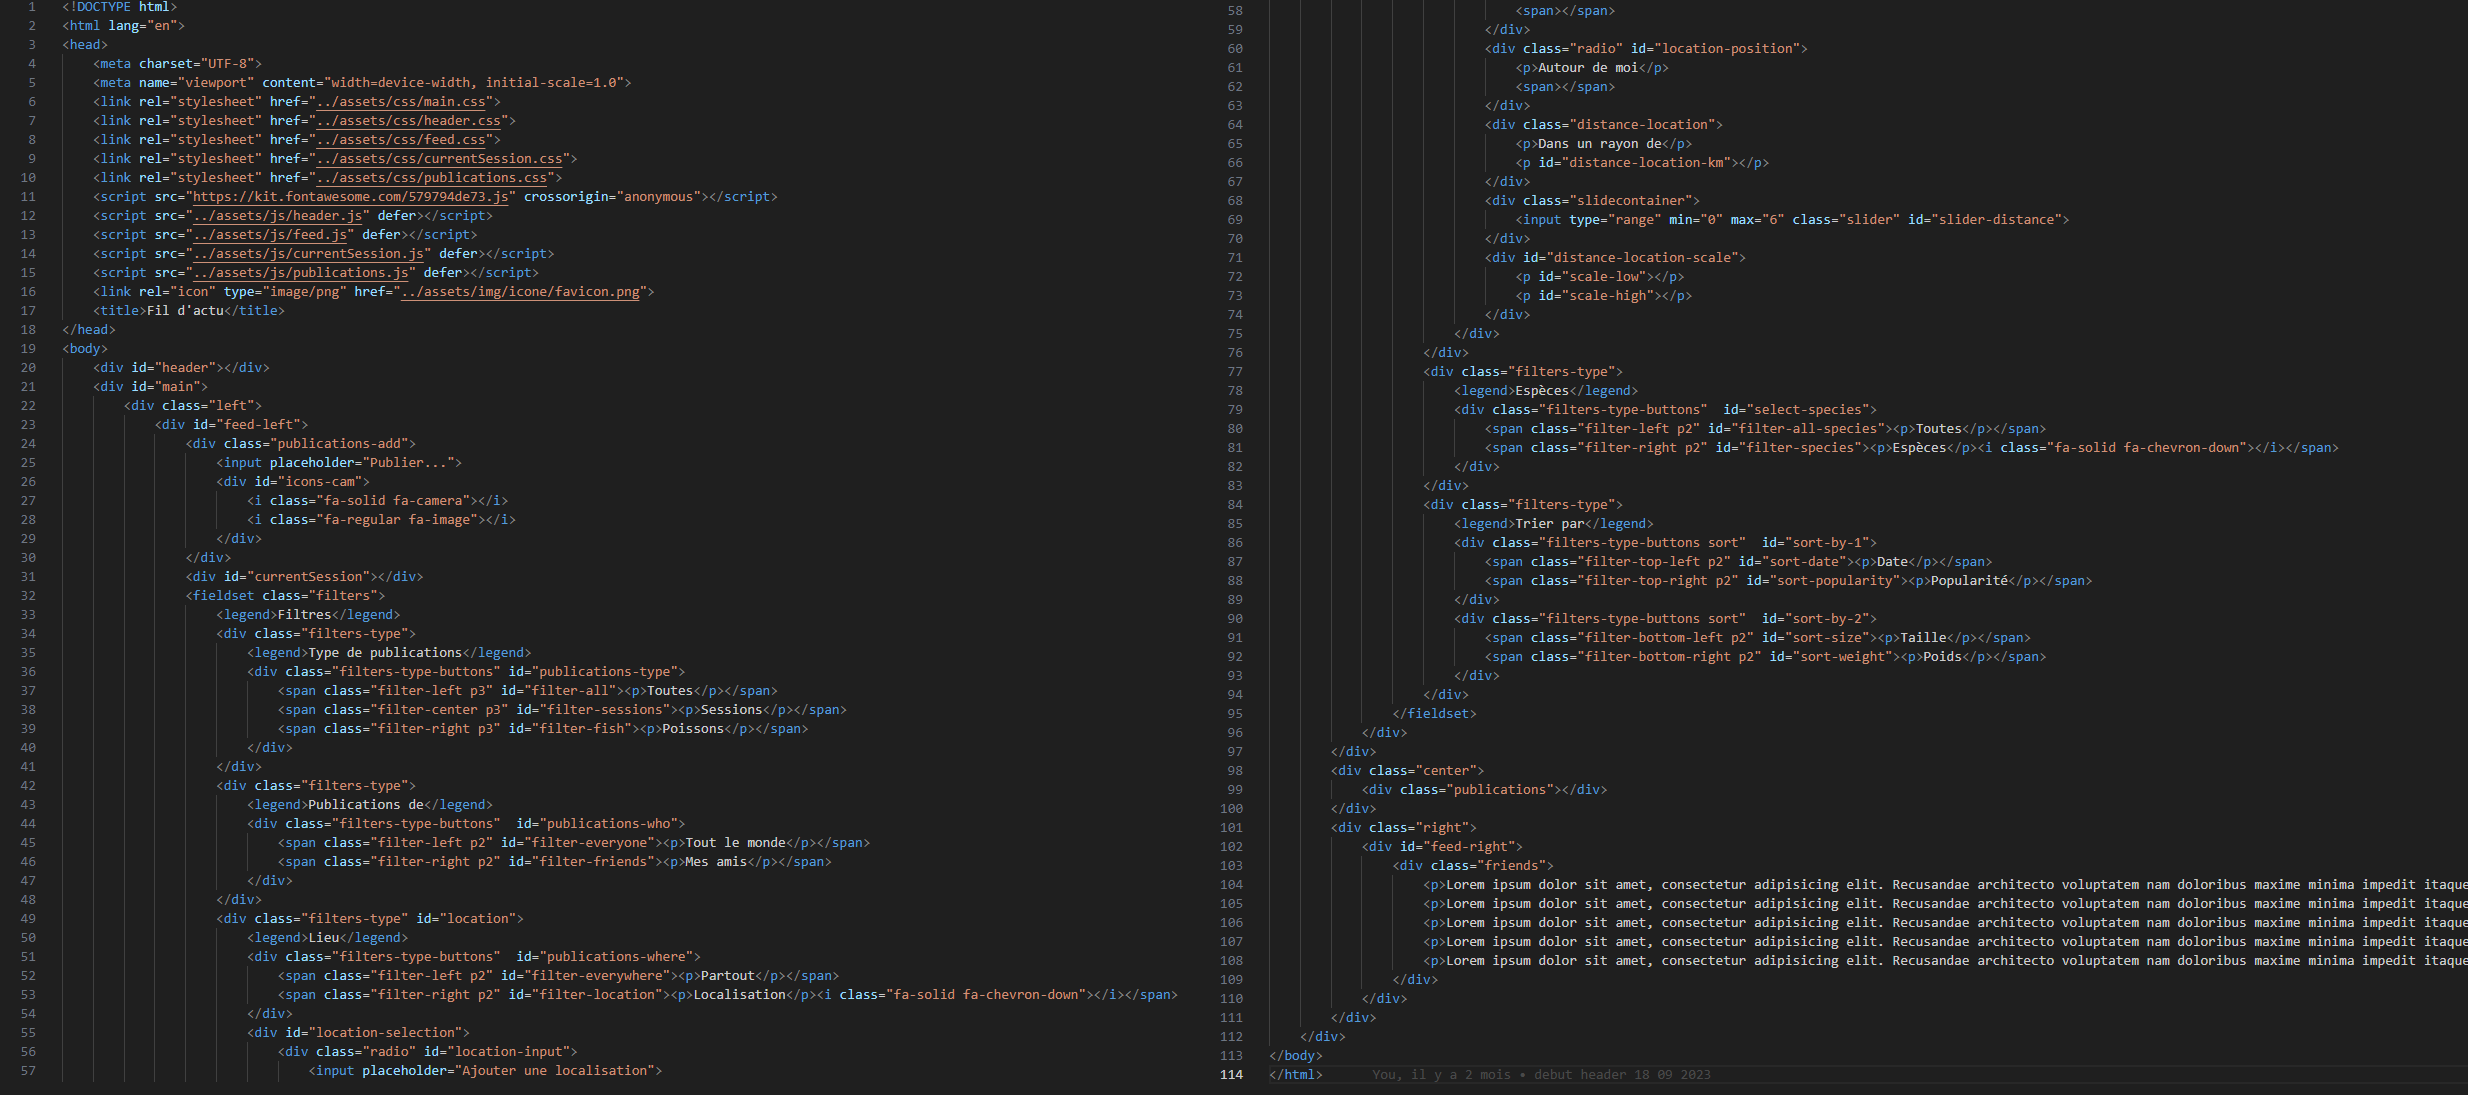 1 <!DOCTYPE html>
2 <html lang="en">
3 <head>
4 <meta charset="UTF-8">
5 <meta name="viewport" content="width=device-width, initial-scale=1.0">
6 <link rel="stylesheet" href="../assets/css/main.css">
7 <link rel="stylesheet" href="../assets/css/header.css">
8 <link rel="stylesheet" href="../assets/css/feed.css">
9 <link rel="stylesheet" href="../assets/css/currentSession.css">
10 <link rel="stylesheet" href="../assets/css/publications.css">
11 <script src="https://kit.fontawesome.com/579794de73.js" crossorigin="anonymous"></script>
12 <script src="../assets/js/header.js" defer></script>
13 <script src="../assets/js/feed.js" defer></script>
14 <script src="../assets/js/currentSession.js" defer></script>
15 <script src="../assets/js/publications.js" defer></script>
16 <link rel="icon" type="image/png" href="../assets/img/icone/favicon.png">
17 <title>Fil d'actu</title>
18 </head>
19 <body>
20 <div id="header"></div>
21 <div id="main">
22 <div class="left">
23 <div id="feed-left">
24 <div class="publications-add">
25 <input placeholder="Publier...">
26 <div id="icons-cam">
27 <i class="fa-solid fa-camera"></i>
28 <i class="fa-regular fa-image"></i>
29 </div>
30 </div>
31 <div id="currentSession"></div>
32 <fieldset class="filters">
33 <legend>Filtres</legend>
34 <div class="filters-type">
35 <legend>Type de publications</legend>
36 <div class="filters-type-buttons" id="publications-type">
37 <span class="filter-left p3" id="filter-all"><p>Toutes</p></span>
38 <span class="filter-center p3" id="filter-sessions"><p>Sessions</p></span>
39 <span class="filter-right p3" id="filter-fish"><p>Poissons</p></span>
40 </div>
41 </div>
42 <div class="filters-type">
43 <legend>Publications de</legend>
44 <div class="filters-type-buttons"  id="publications-who">
45 <span class="filter-left p2" id="filter-everyone"><p>Tout le monde</p></span>
46 <span class="filter-right p2" id="filter-friends"><p>Mes amis</p></span>
47 </div>
48 </div>
49 <div class="filters-type" id="location">
50 <legend>Lieu</legend>
51 <div class="filters-type-buttons"  id="publications-where">
52 <span class="filter-left p2" id="filter-everywhere"><p>Partout</p></span>
53 <span class="filter-right p2" id="filter-location"><p>Localisation</p><i class="fa-solid fa-chevron-down"></i></span>
54 </div>
55 <div id="location-selection">
56 <div class="radio" id="location-input">
57 <input placeholder="Ajouter une localisation">
58 <span></span>
59 </div>
60 <div class="radio" id="location-position">
61 <p>Autour de moi</p>
62 <span></span>
63 </div>
64 <div class="distance-location">
65 <p>Dans un rayon de</p>
66 <p id="distance-location-km"></p>
67 </div>
68 <div class="slidecontainer">
69 <input type="range" min="0" max="6" class="slider" id="slider-distance">
70 </div>
71 <div id="distance-location-scale">
72 <p id="scale-low"></p>
73 <p id="scale-high"></p>
74 </div>
75 </div>
76 </div>
77 <div class="filters-type">
78 <legend>Espèces</legend>
79 <div class="filters-type-buttons"  id="select-species">
80 <span class="filter-left p2" id="filter-all-species"><p>Toutes</p></span>
81 <span class="filter-right p2" id="filter-species"><p>Espèces</p><i class="fa-solid fa-chevron-down"></i></span>
82 </div>
83 </div>
84 <div class="filters-type">
85 <legend>Trier par</legend>
86 <div class="filters-type-buttons sort"  id="sort-by-1">
87 <span class="filter-top-left p2" id="sort-date"><p>Date</p></span>
88 <span class="filter-top-right p2" id="sort-popularity"><p>Popularité</p></span>
89 </div>
90 <div class="filters-type-buttons sort"  id="sort-by-2">
91 <span class="filter-bottom-left p2" id="sort-size"><p>Taille</p></span>
92 <span class="filter-bottom-right p2" id="sort-weight"><p>Poids</p></span>
93 </div>
94 </div>
95 </fieldset>
96 </div>
97 </div>
98 <div class="center">
99 <div class="publications"></div>
100 </div>
101 <div class="right">
102 <div id="feed-right">
103 <div class="friends">
104 <p>Lorem ipsum dolor sit amet, consectetur adipisicing elit. Recusandae architecto voluptatem nam doloribus maxime minima impedit itaque
105 <p>Lorem ipsum dolor sit amet, consectetur adipisicing elit. Recusandae architecto voluptatem nam doloribus maxime minima impedit itaque
106 <p>Lorem ipsum dolor sit amet, consectetur adipisicing elit. Recusandae architecto voluptatem nam doloribus maxime minima impedit itaque
107 <p>Lorem ipsum dolor sit amet, consectetur adipisicing elit. Recusandae architecto voluptatem nam doloribus maxime minima impedit itaque
108 <p>Lorem ipsum dolor sit amet, consectetur adipisicing elit. Recusandae architecto voluptatem nam doloribus maxime minima impedit itaque
109 </div>
110 </div>
111 </div>
112 </div>
113 </body>
114 </html> You, il y a 2 mois • debut header 18 09 2023